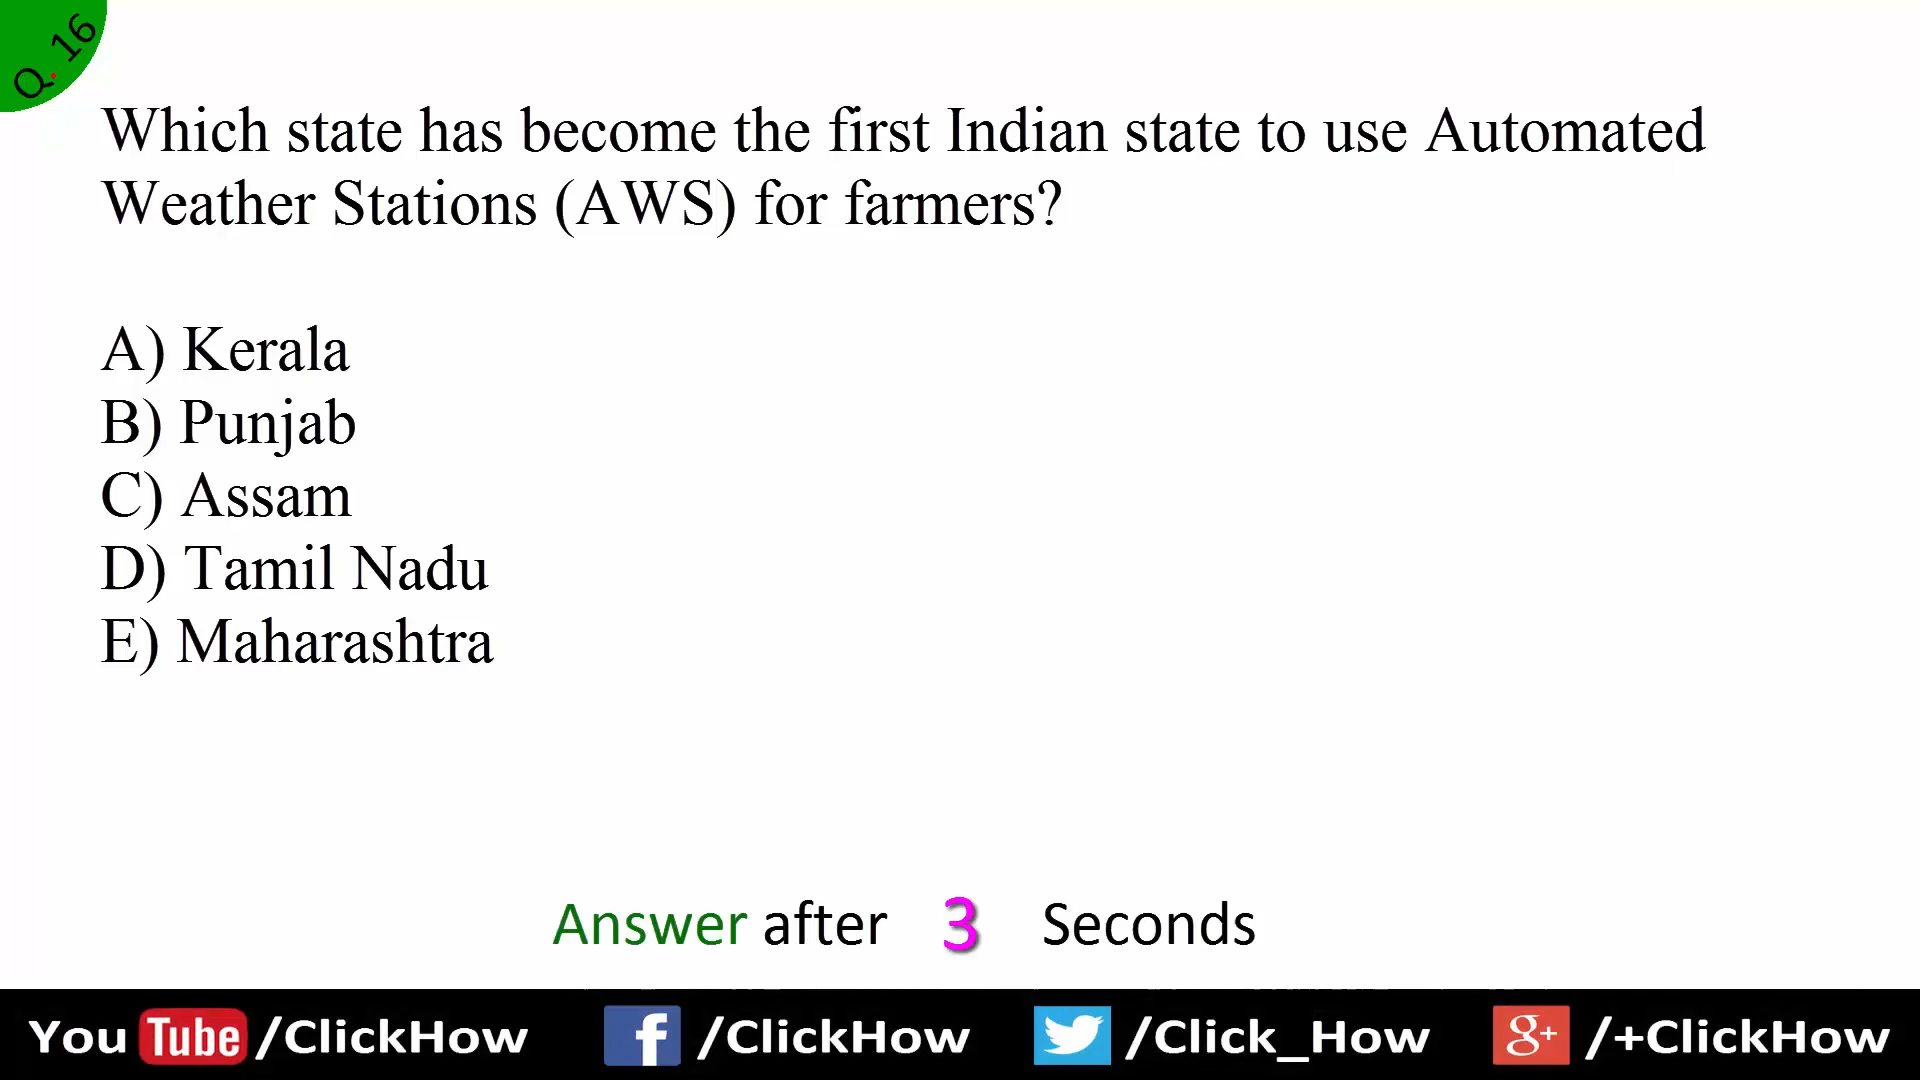 Q. 16
Which state has become the first Indian state to use Automated
Weather Stations (AWS) for farmers?
A) Kerala
B) Punjab
C) Assam
D) Tamil Nadu
E) Maharashtra
Answer after 3 Seconds
You Tube /ClickHow f /ClickHow /Click_How g+ /+ClickHow